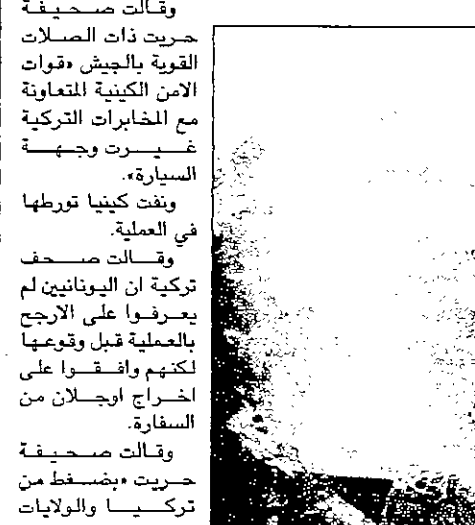 وقالت صحيفة
حريت ذات الصلات
القوية بالجيش «قوات
الامن الكينية المتعاونة
مع المخابرات التركية
غيرت وجهة
السيارة».
ونفت كينيا تورطها
في العملية.
وقالت صحف
تركية ان اليونانيين لم
يعرفوا على الارجح
بالعملية قبل وقوعها
لكنهم وافقوا على
اخراج اوجلان من
السفارة.
وقالت صحيفة
حريت «بضغط من
تركيا والولايات